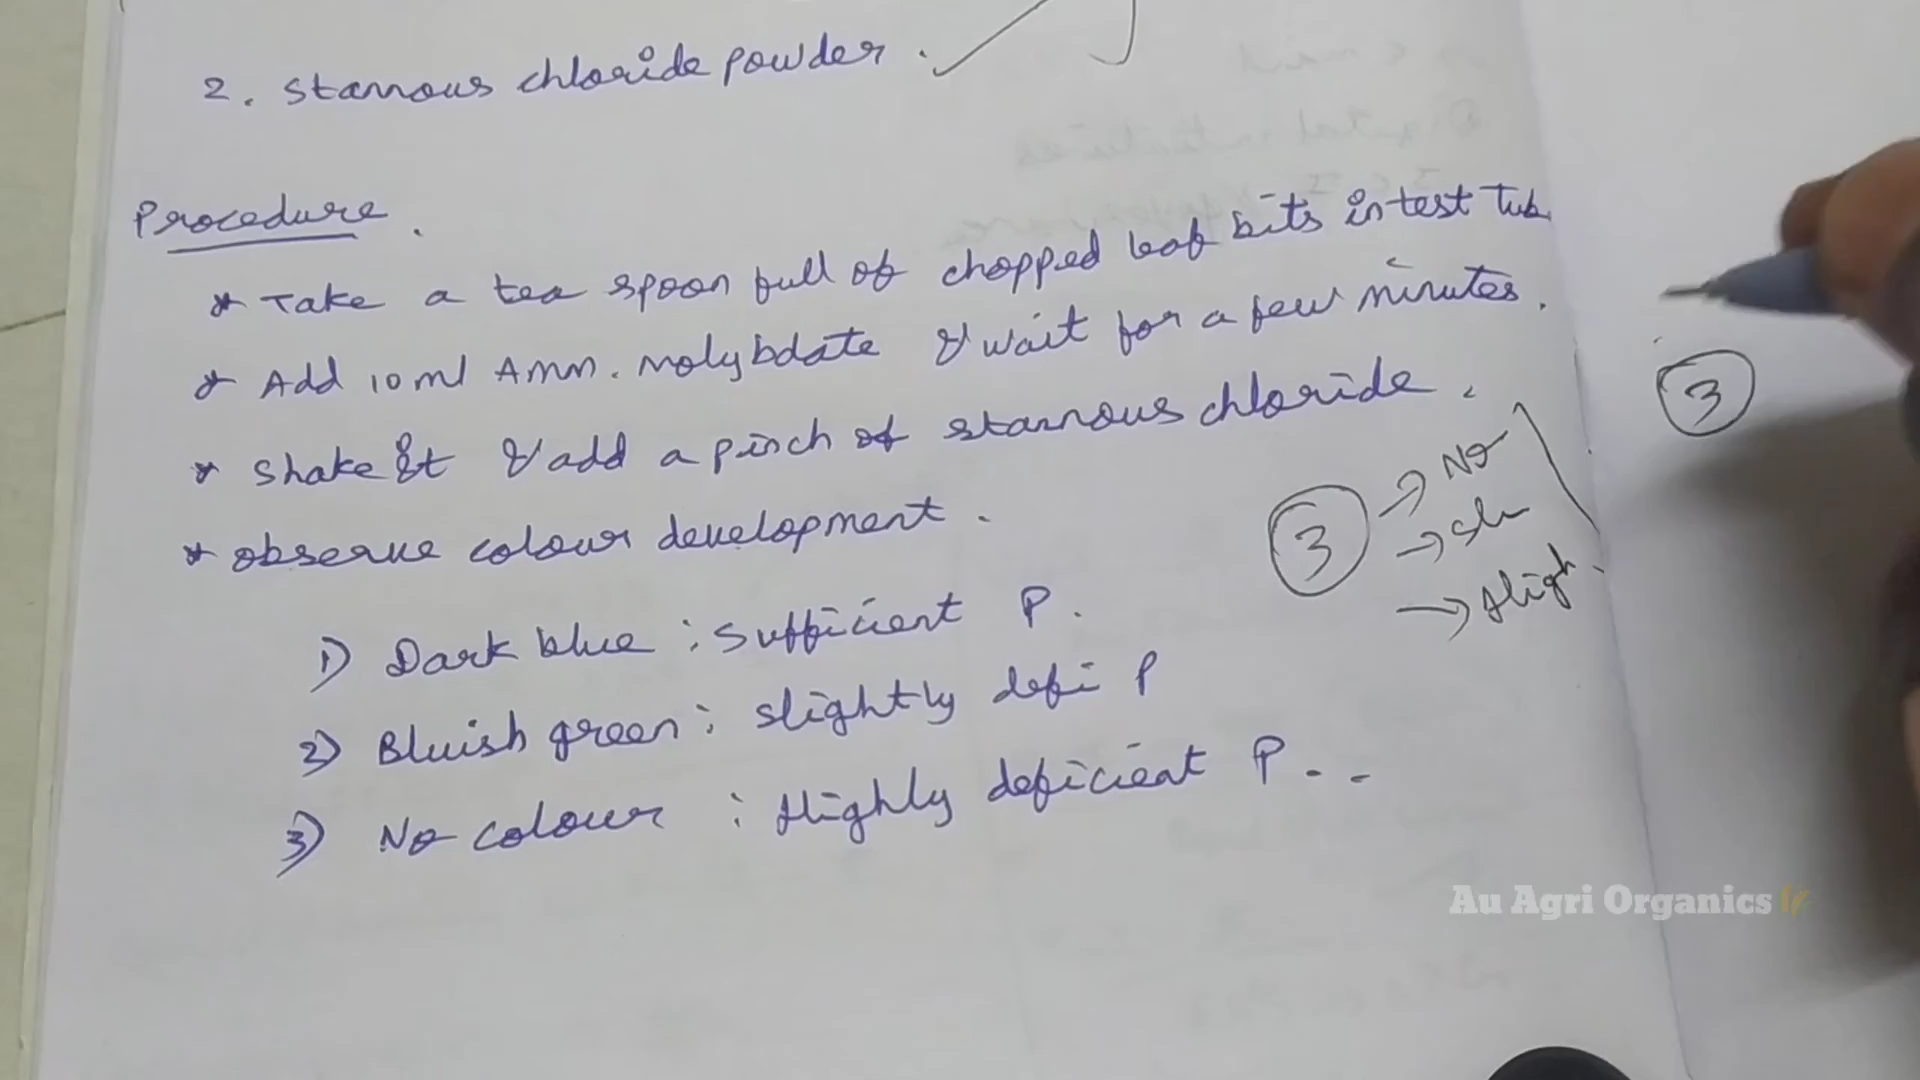 2. Stannous chloride powder.
Procedure.
* Take a tea spoon full of chopped leaf bits in test Tub.
* Add 10 ml Amm. molybdate & wait for a few minutes.
* Shake it & add a pinch of stannous chloride.
* observe colour development.
3 → No
→ Sli
→ High
3
1) Dark blue : Sufficient P.
2) Bluish green : slightly defi P
3) No colour : Highly deficient P..
Au Agri Organics